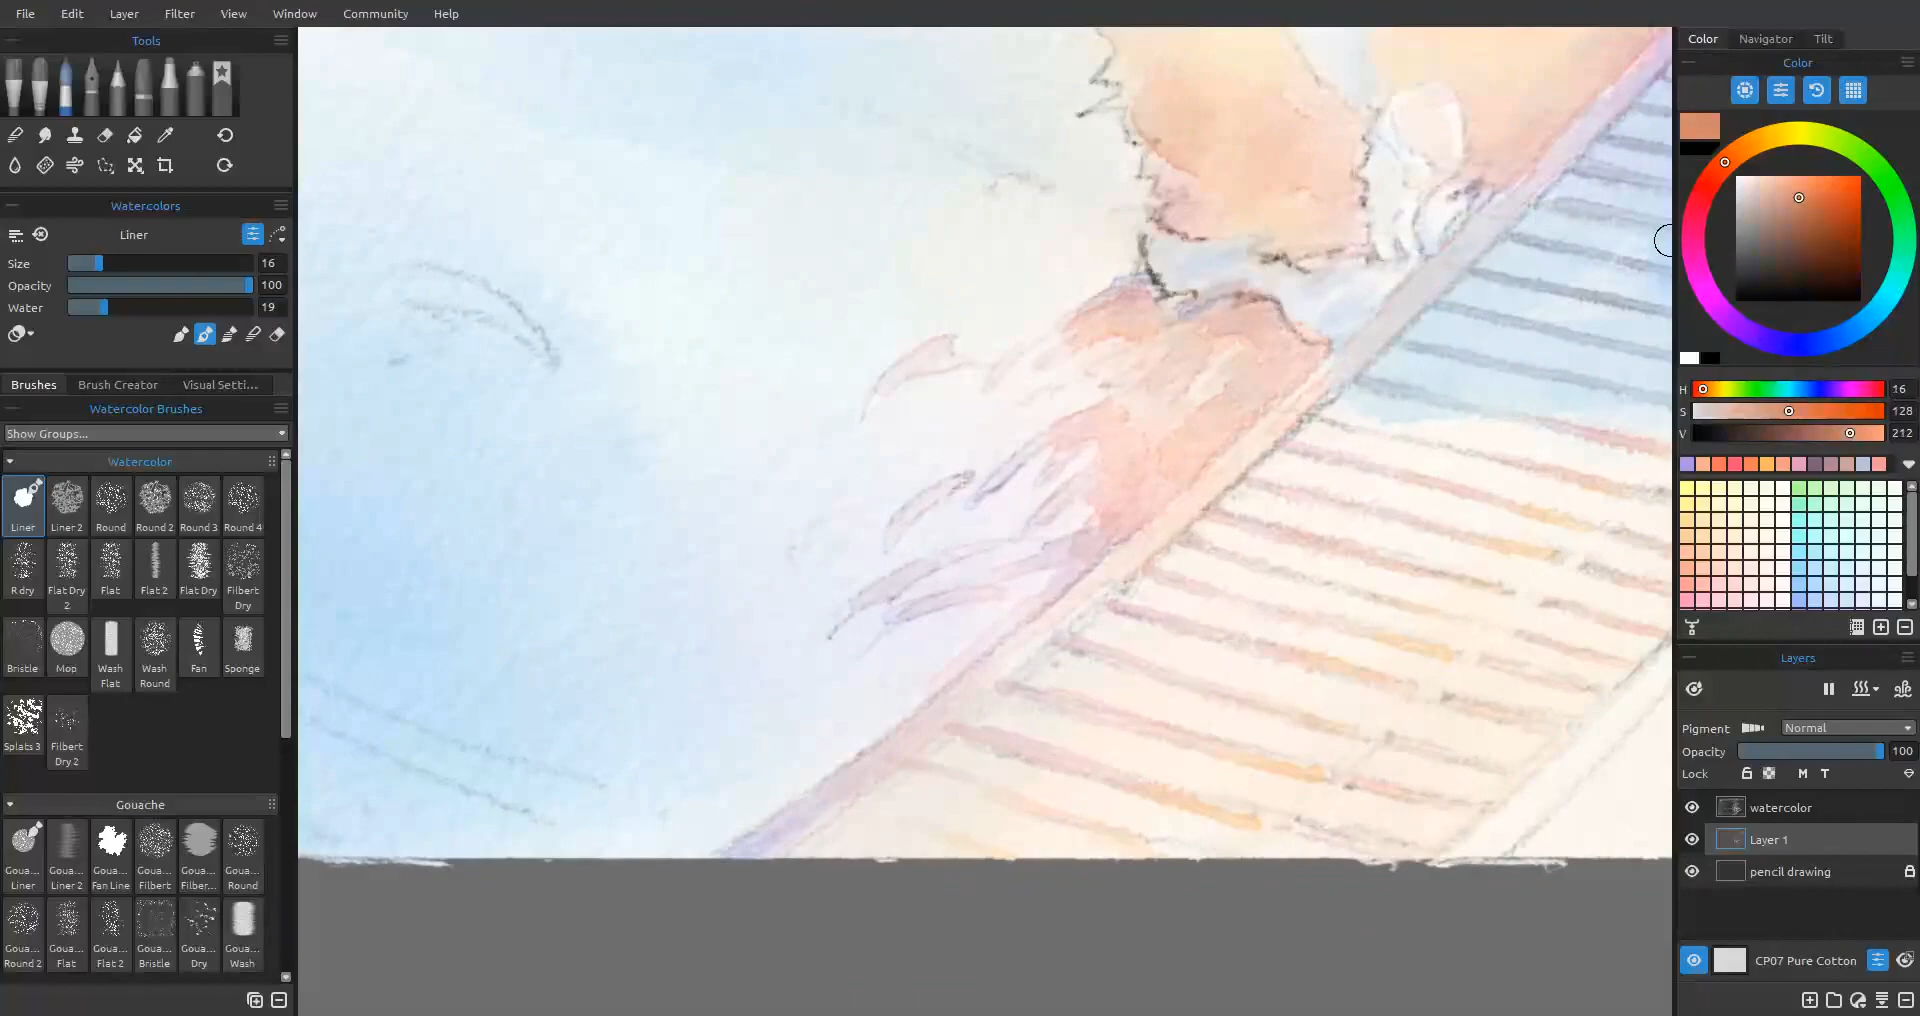 File Edit Layer Filter View Window Community Help
Tools
Watercolors
Liner
Size 16
Opacity 100
Water 19
Brushes Brush Creator Visual Setti...
Watercolor Brushes
Show Groups...
Watercolor
Liner Liner 2 Round Round 2 Round 3 Round 4
R dry Flat Dry 2 Flat Flat 2 Flat Dry Filbert Dry
Bristle Mop Wash Flat Wash Round Fan Sponge
Splats 3 Filbert Dry 2
Gouache
Goua... Liner Goua... Liner 2 Goua... Fan Line Goua... Filbert Goua... Filber... Goua... Round
Goua... Round 2 Goua... Flat Goua... Flat 2 Goua... Bristle Goua... Dry Goua... Wash
Color Navigator Tilt
Color
H 16
S 128
V 212
Layers
Pigment Normal
Opacity 100
Lock M T
watercolor
Layer 1
pencil drawing
CP07 Pure Cotton